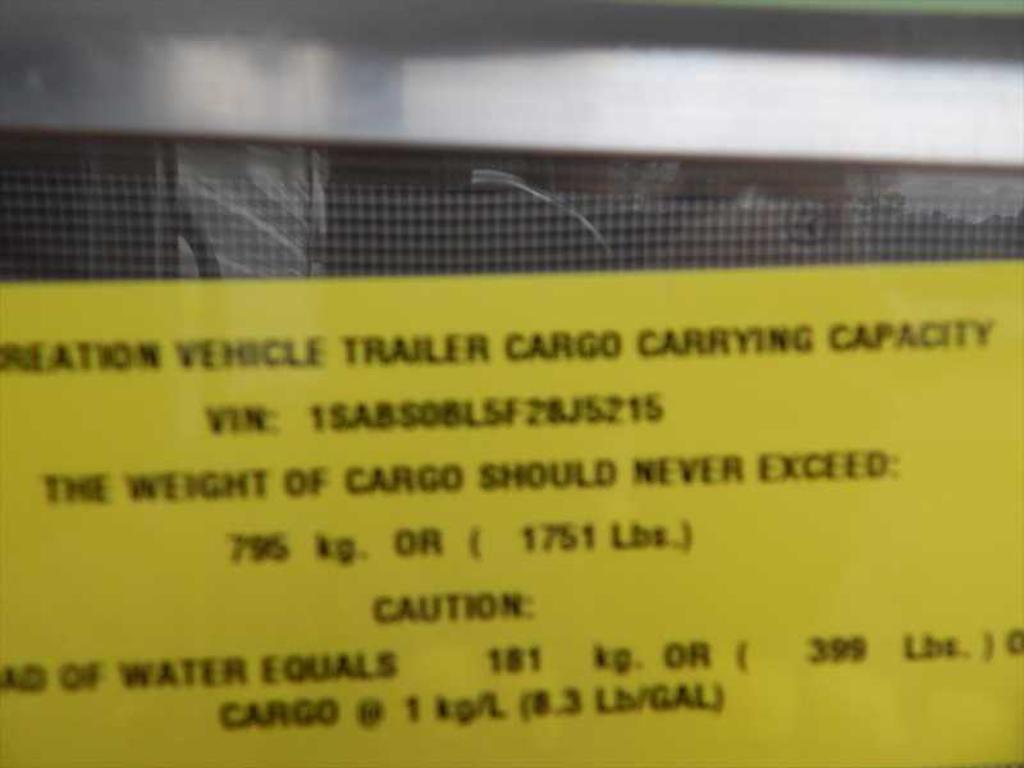 CREATION VEHICLE TRAILER CARGO CARRYING CAPACITY
VIN: 1SABS0BL5F28J5215
THE WEIGHT OF CARGO SHOULD NEVER EXCEED:
795 kg. OR ( 1751 Lbs.)
CAUTION:
AD OF WATER EQUALS 181 kg. OR ( 399 Lbs. ) O
CARGO @ 1 kg/L (8.3 Lb/GAL)